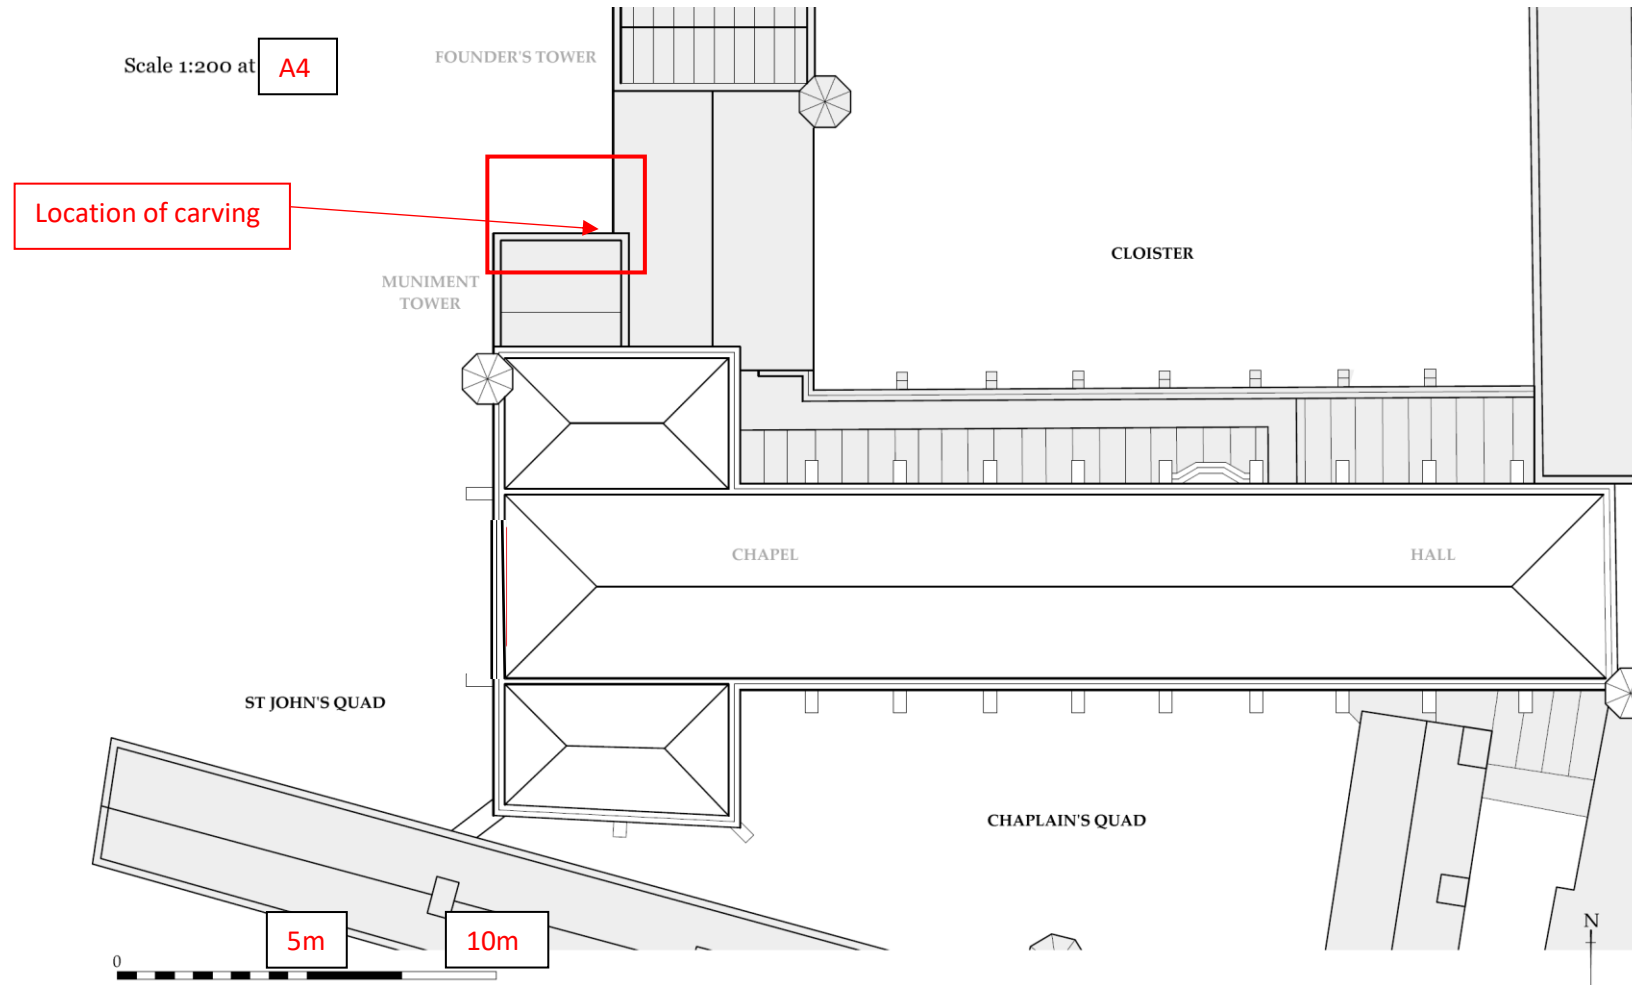 Scale 1:200 at A4
FOUNDER'S TOWER
Location of carving
CLOISTER
MUNIMENT
TOWER
CHAPEL
HALL
ST JOHN'S QUAD
CHAPLAIN'S QUAD
N
5m
10m
0